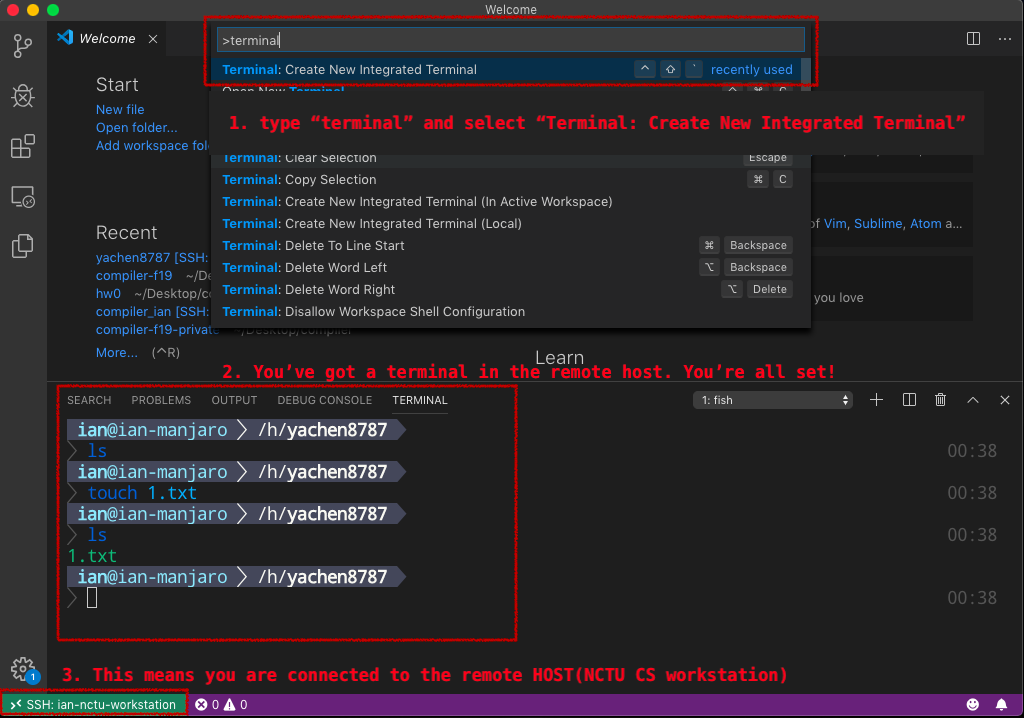 Welcome
Welcome
>terminal
Terminal: Create New Integrated Terminal ^ ⇧ ` recently used
Open New Terminal
1. type “terminal” and select “Terminal: Create New Integrated Terminal”
Terminal: Clear Selection Escape
Terminal: Copy Selection ⌘ C
Terminal: Create New Integrated Terminal (In Active Workspace)
Terminal: Create New Integrated Terminal (Local)
Terminal: Delete To Line Start ⌘ Backspace
Terminal: Delete Word Left ⌥ Backspace
Terminal: Delete Word Right ⌥ Delete
Terminal: Disallow Workspace Shell Configuration
Start
New file
Open folder...
Add workspace
of Vim, Sublime, Atom a...
you love
Recent
yachen8787 [SSH:
compiler-f19
hw0 ~/Desktop/
compiler_ian [SSH:
compiler-f19-private ~/Desktop/compiler
More... (^R)
Learn
2. You’ve got a terminal in the remote host. You’re all set!
SEARCH PROBLEMS OUTPUT DEBUG CONSOLE TERMINAL 1: fish
ian@ian-manjaro /h/yachen8787
ls 00:38
ian@ian-manjaro /h/yachen8787
touch 1.txt 00:38
ian@ian-manjaro /h/yachen8787
ls 00:38
1.txt
ian@ian-manjaro /h/yachen8787
00:38
3. This means you are connected to the remote HOST(NCTU CS workstation)
1
SSH: ian-nctu-workstation 0 0